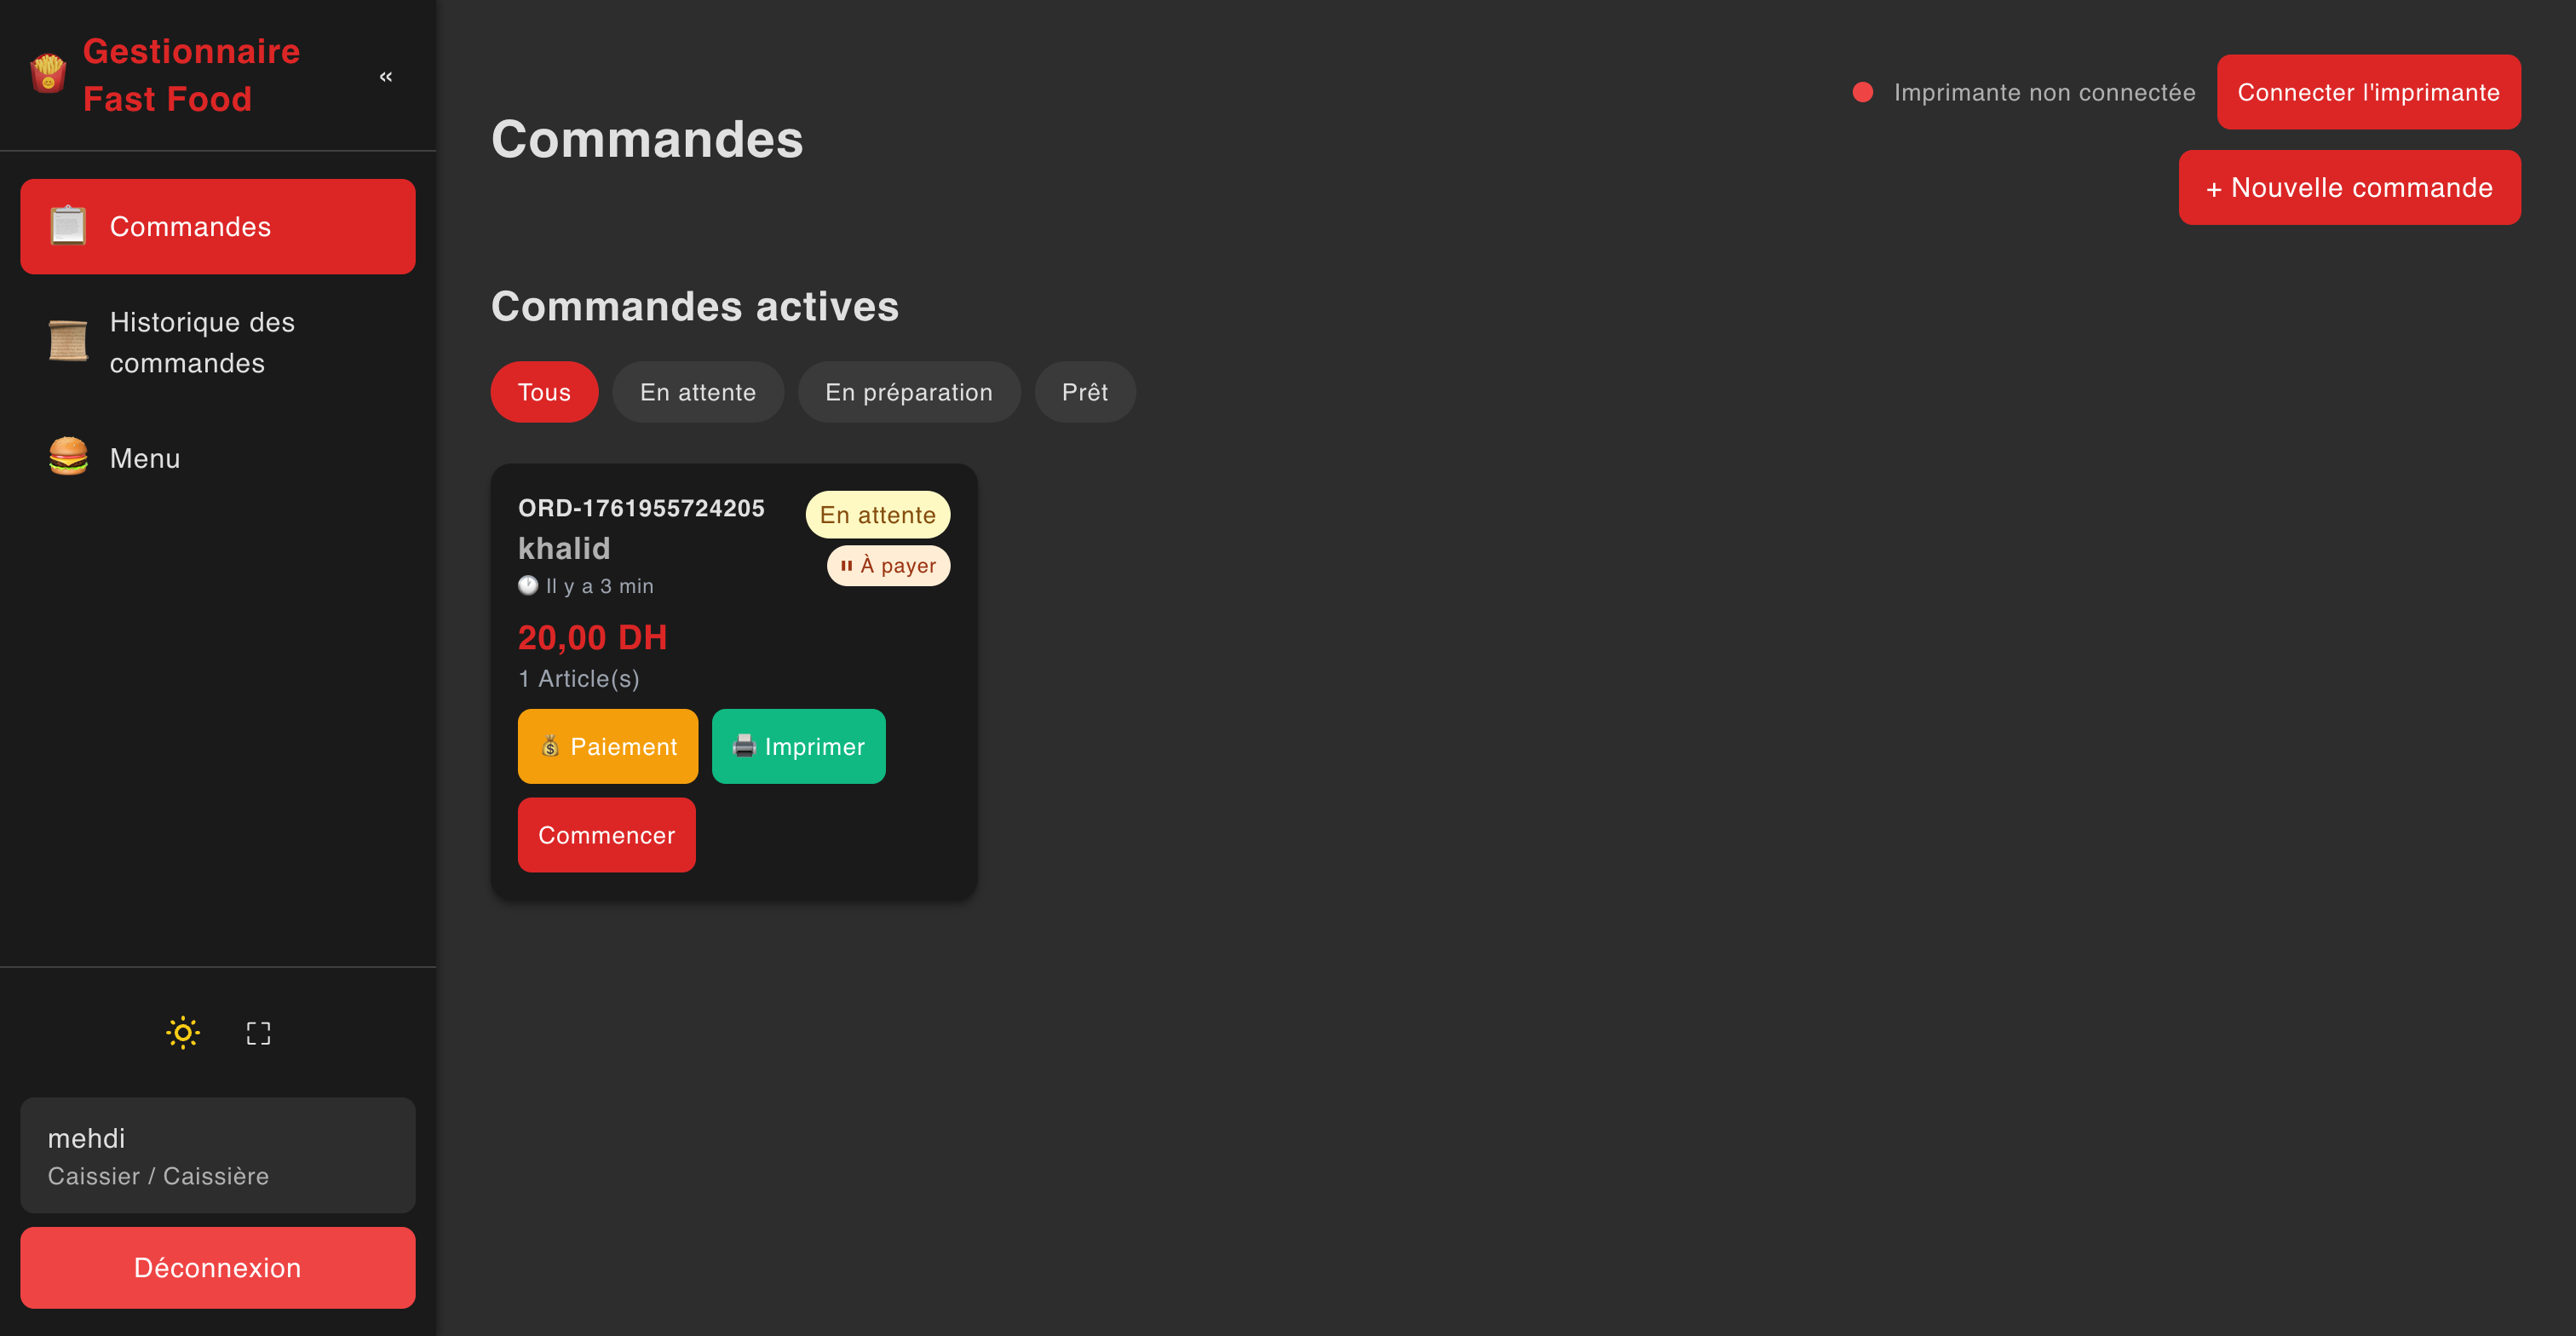 Gestionnaire
Fast Food
«
Commandes
Historique des
commandes
Menu
mehdi
Caissier / Caissière
Déconnexion
Commandes
Imprimante non connectée
Connecter l'imprimante
+ Nouvelle commande
Commandes actives
Tous
En attente
En préparation
Prêt
ORD-1761955724205
En attente
khalid
À payer
Il y a 3 min
20,00 DH
1 Article(s)
Paiement
Imprimer
Commencer